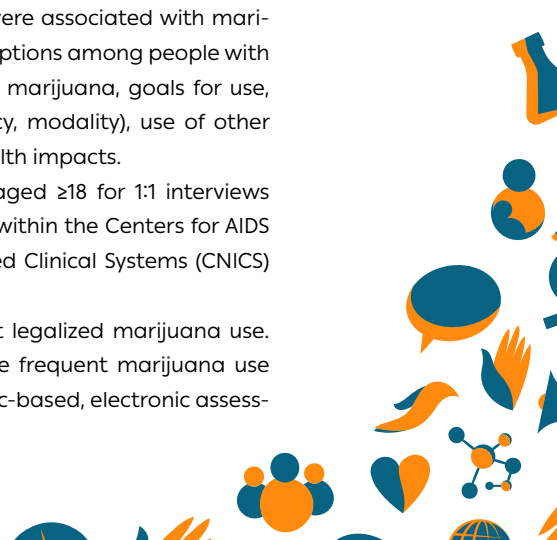 were associated with mari-
ptions among people with
marijuana, goals for use,
cy, modality), use of other
lth impacts.
aged ≥18 for 1:1 interviews
within the Centers for AIDS
ed Clinical Systems (CNICS)
t legalized marijuana use.
e frequent marijuana use
c-based, electronic assess-